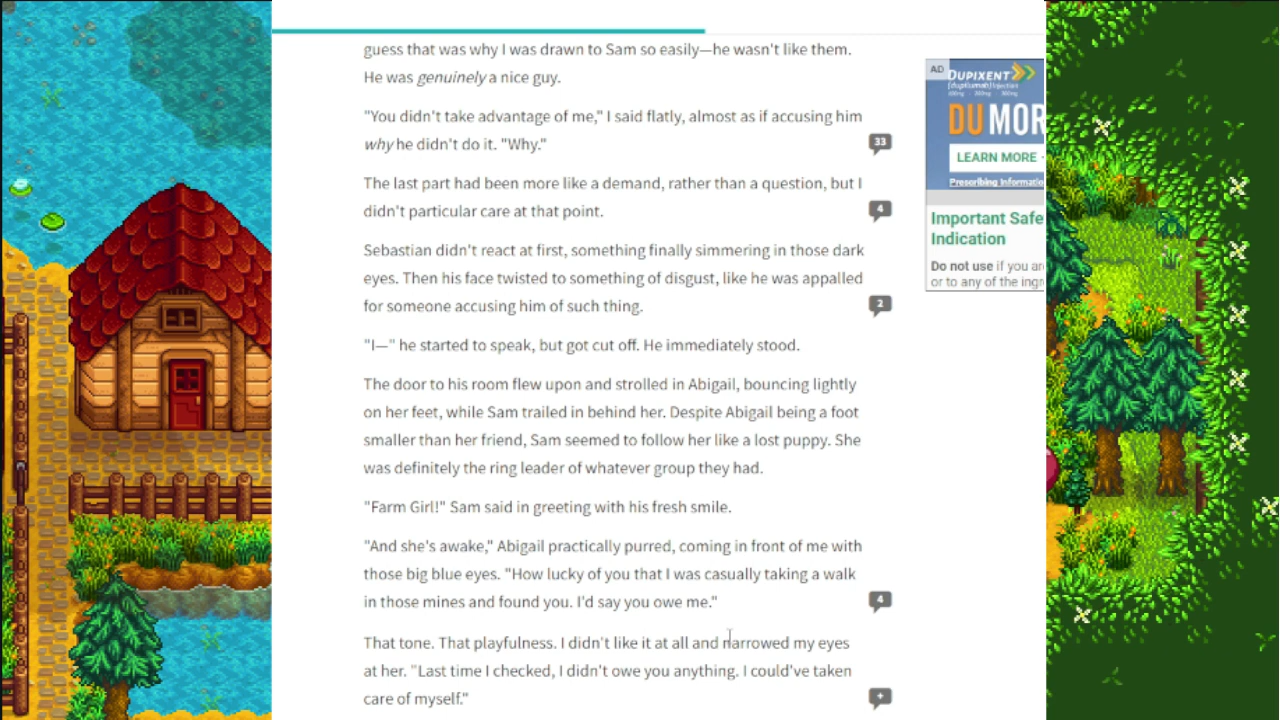 guess that was why I was drawn to Sam so easily—he wasn't like them.
He was genuinely a nice guy.
"You didn't take advantage of me," I said flatly, almost as if accusing him
why he didn't do it. "Why."
33
The last part had been more like a demand, rather than a question, but I
didn't particular care at that point.
4
Sebastian didn't react at first, something finally simmering in those dark
eyes. Then his face twisted to something of disgust, like he was appalled
for someone accusing him of such thing.
2
"I—" he started to speak, but got cut off. He immediately stood.
The door to his room flew upon and strolled in Abigail, bouncing lightly
on her feet, while Sam trailed in behind her. Despite Abigail being a foot
smaller than her friend, Sam seemed to follow her like a lost puppy. She
was definitely the ring leader of whatever group they had.
"Farm Girl!" Sam said in greeting with his fresh smile.
"And she's awake," Abigail practically purred, coming in front of me with
those big blue eyes. "How lucky of you that I was casually taking a walk
in those mines and found you. I'd say you owe me."
4
That tone. That playfulness. I didn't like it at all and narrowed my eyes
at her. "Last time I checked, I didn't owe you anything. I could've taken
care of myself."
+
AD
DUPIXENT
(dupilumab) Injection
DU MOR
LEARN MORE
Prescribing Informatio
Important Safe
Indication
Do not use if you ar
or to any of the ingr